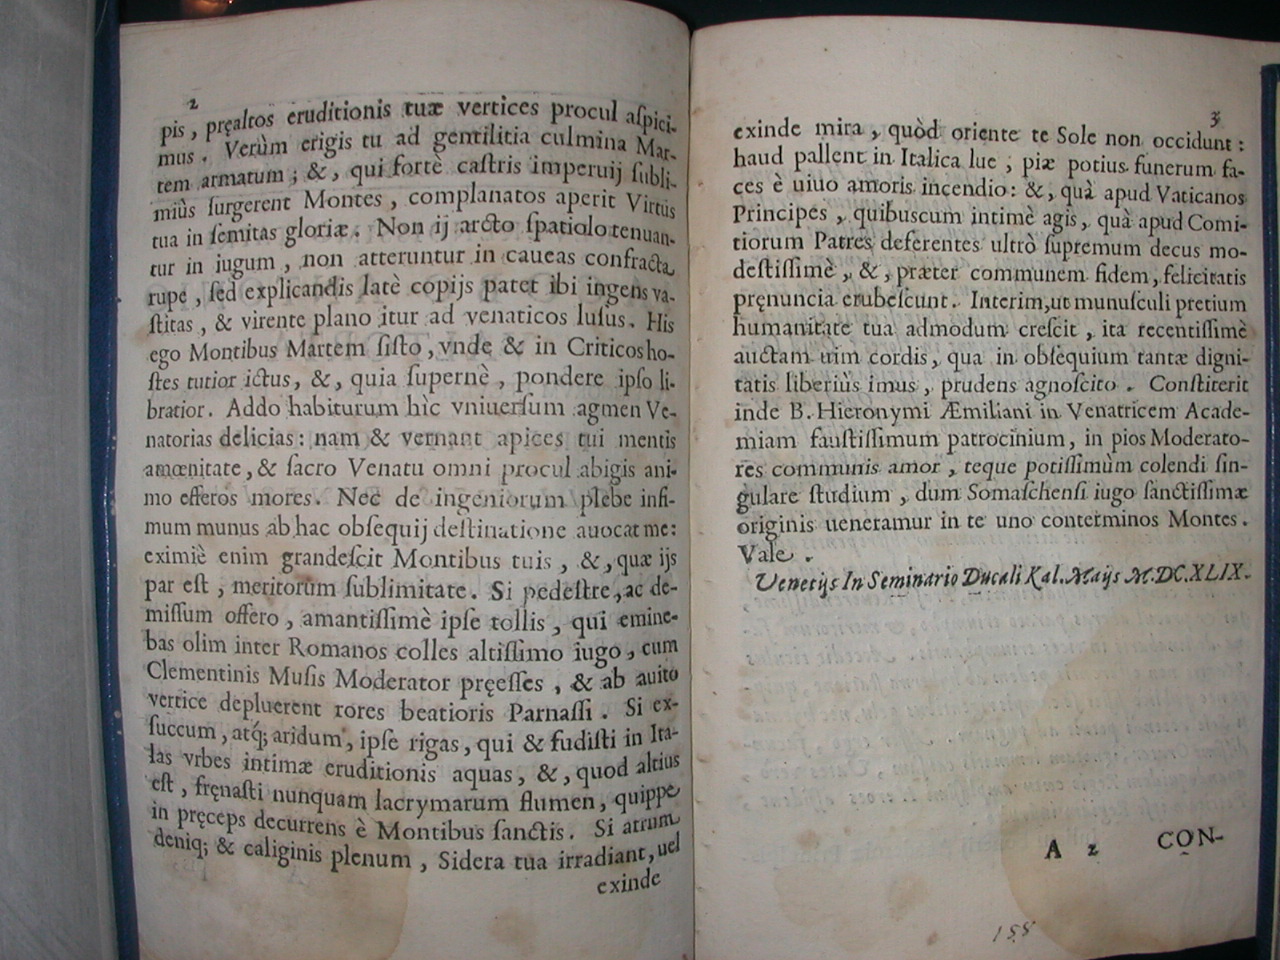 2
pis, pręaltos eruditionis tuæ vertices procul aſpici-
mus. Verùm erigis tu ad gentilitia culmina Mar-
tem armatum; &, qui fortè caſtris imperuij ſubli-
miùs ſurgerent Montes, complanatos aperit Virtus
tua in ſemitas gloriæ. Non ij arcto ſpatiolo tenuan-
tur in iugum, non atteruntur in caueas confracta
rupe, ſed explicandis latè copijs patet ibi ingens va-
ſtitas, & virente plano itur ad venaticos luſus. His
ego Montibus Martem ſiſto, vndę & in Criticos ho-
ſtes tutior ictus, &, quia ſupernè, pondere ipſo li-
bratior. Addo habiturum hìc vniuerſum agmen Ve-
natorias delicias: nam & vernant apices tui mentis
amœnitate, & ſacro Venatu omni procul abigis ani-
mo efferos mores. Nec de ingeniorum plebe infi-
mum munus ab hac obſequij deſtinatione auocat me:
eximiè enim grandeſcit Montibus tuis, &, quæ ijs
par eſt, meritorum ſublimitate. Si pedeſtre, ac de-
miſſum offero, amantiſſimè ipſe tollis, qui emine-
bas olim inter Romanos colles altiſſimo iugo, cum
Clementinis Muſis Moderator pręeſſes, & ab auito
vertice depluerent rores beatioris Parnaſſi. Si ex-
ſuccum, atq́; aridum, ipſe rigas, qui & fudiſti in Ita-
las vrbes intimæ eruditionis aquas, &, quod altius
eſt, fręnaſti nunquam lacrymarum flumen, quippe
in pręceps decurrens è Montibus ſanctis. Si atrum
deniq; & caliginis plenum, Sidera tua irradiant, uel
exinde
3
exinde mira, quòd oriente te Sole non occidunt:
haud pallent in Italica lue, piæ potius funerum fa-
ces è uiuo amoris incendio: &, quà apud Vaticanos
Principes, quibuscum intimè agis, quà apud Comi-
tiorum Patres deferentes ultrò ſupremum decus mo-
deſtiſſimè, &, præter communem fidem, felicitatis
pręnuncia erubeſcunt. Interim, ut munuſculi pretium
humanitate tua admodum creſcit, ita recentiſſimè
auctam uim cordis, qua in obſequium tantæ digni-
tatis liberiùs imus, prudens agnoſcito. Conſtiterit
inde B. Hieronymi Æmiliani in Venatricem Acade-
miam fauſtiſſimum patrocinium, in pios Moderato-
res communis amor, teque potiſſimùm colendi ſin-
gulare ſtudium, dum Somaſchenſi iugo ſanctiſſimæ
originis ueneramur in te uno conterminos Montes.
Vale.
Venetijs In Seminario Ducali Kal. Maijs M.DC.XLIX.
A 2
CON-
188